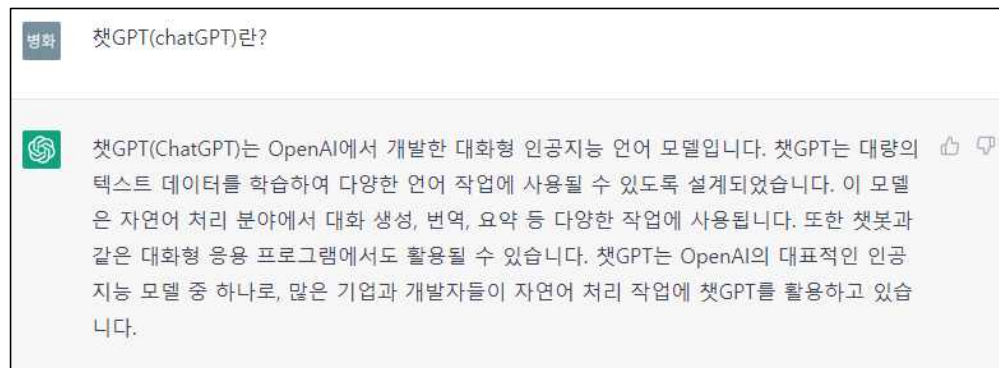 병화
챗GPT(chatGPT)란?
챗GPT(ChatGPT)는 OpenAI에서 개발한 대화형 인공지능 언어 모델입니다. 챗GPT는 대량의
텍스트 데이터를 학습하여 다양한 언어 작업에 사용될 수 있도록 설계되었습니다. 이 모델
은 자연어 처리 분야에서 대화 생성, 번역, 요약 등 다양한 작업에 사용됩니다. 또한 챗봇과
같은 대화형 응용 프로그램에서도 활용될 수 있습니다. 챗GPT는 OpenAI의 대표적인 인공
지능 모델 중 하나로, 많은 기업과 개발자들이 자연어 처리 작업에 챗GPT를 활용하고 있습
니다.